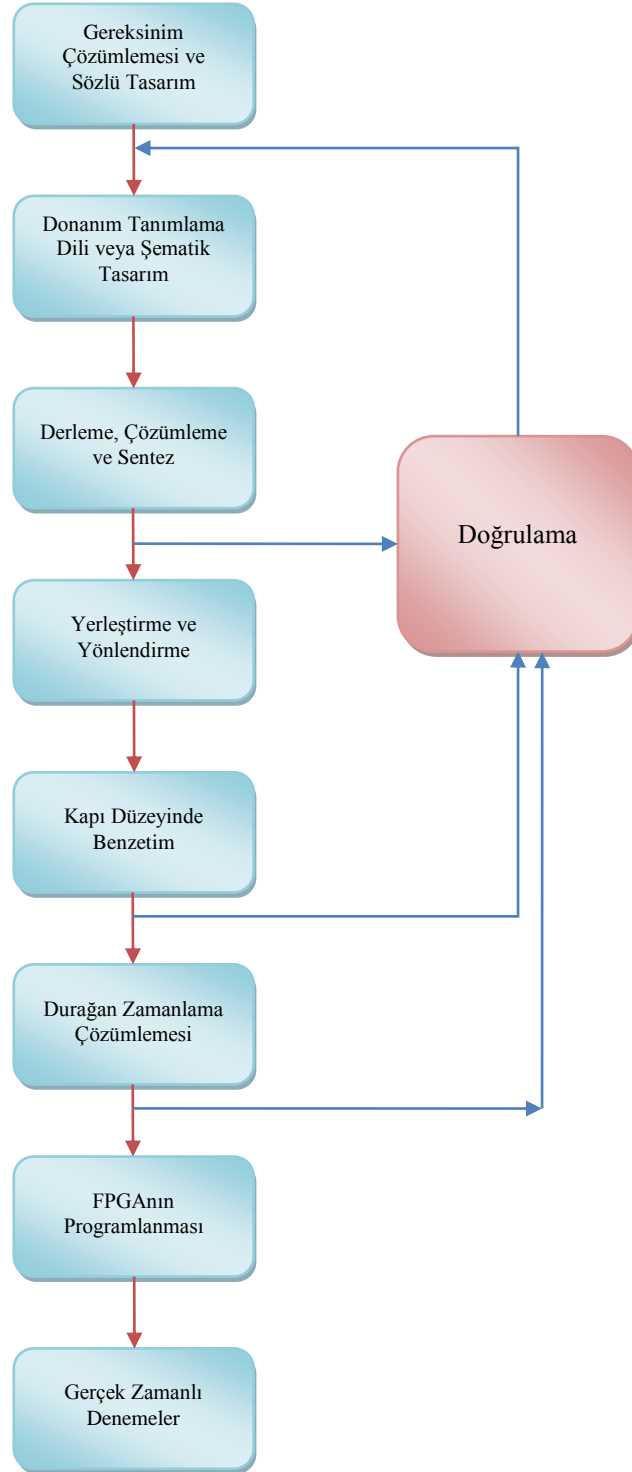 Gereksinim
Çözümlemesi ve
Sözlü Tasarım
Donanım Tanımlama
Dili veya Şematik
Tasarım
Derleme, Çözümleme
ve Sentez
Doğrulama
Yerleştirme ve
Yönlendirme
Kapı Düzeyinde
Benzetim
Durağan Zamanlama
Çözümlemesi
FPGAnın
Programlanması
Gerçek Zamanlı
Denemeler